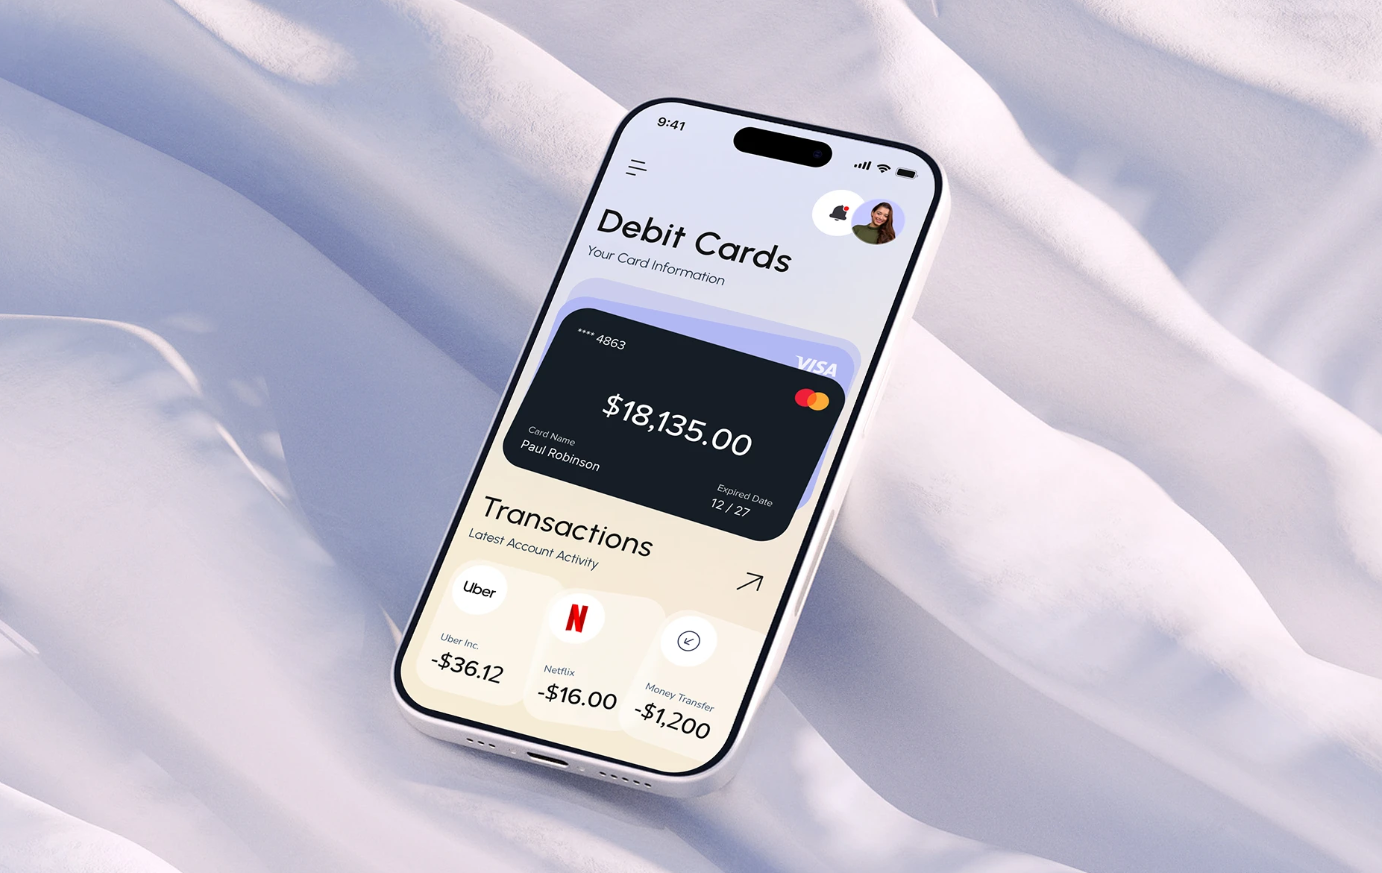 9:41
Debit Cards
Your Card Information
VISA
**** 4863
$18,135.00
Card Name
Paul Robinson
Expired Date
12 / 27
Transactions
Latest Account Activity
Uber
Uber Inc.
-$36.12
N
Netflix
-$16.00
Money Transfer
-$1,200